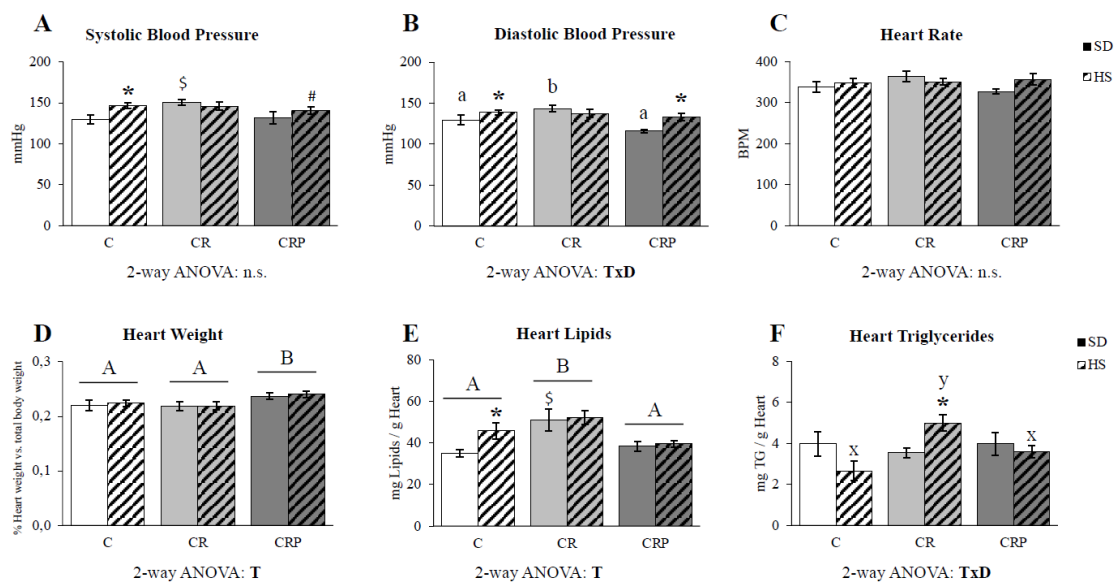 A
Systolic Blood Pressure
200
150
100
50
0
mmHg
*
$
#
C CR CRP
2-way ANOVA: n.s.
B
Diastolic Blood Pressure
200
150
100
50
0
mmHg
a * b a *
C CR CRP
2-way ANOVA: TxD
C
Heart Rate
400
300
200
100
0
BPM
C CR CRP
2-way ANOVA: n.s.
SD
HS
D
Heart Weight
0,3
0,2
0,1
0,0
% Heart weight vs. total body weight
A A B
C CR CRP
2-way ANOVA: T
E
Heart Lipids
80
60
40
20
0
mg Lipids / g Heart
A B A
* $
C CR CRP
2-way ANOVA: T
F
Heart Triglycerides
8
6
4
2
0
mg TG / g Heart
x
y
*
x
C CR CRP
2-way ANOVA: TxD
SD
HS